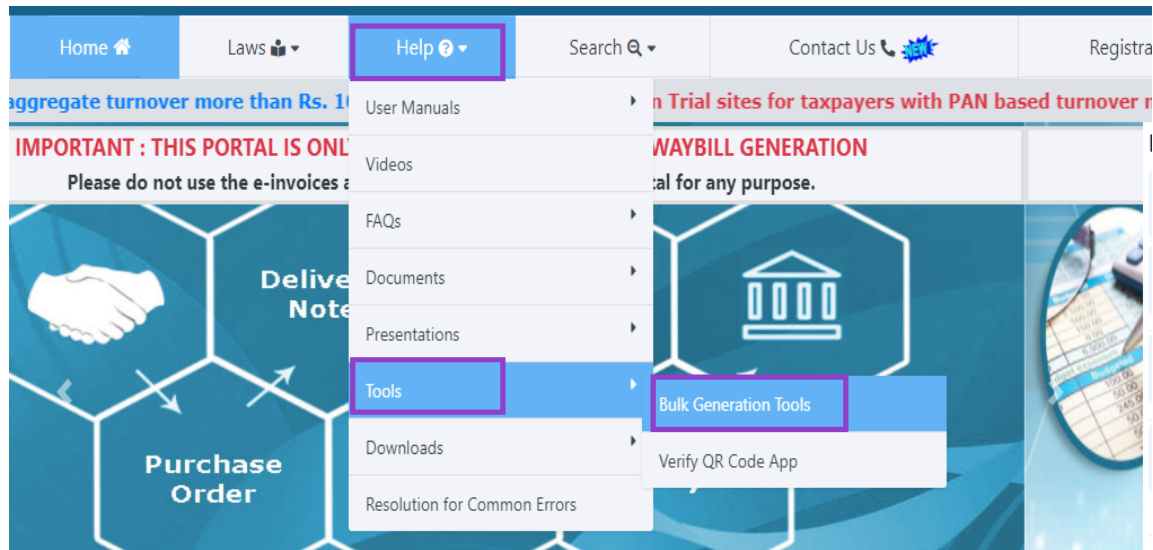 Home
Laws
Help
Search
Contact Us NEW
Registra
aggregate turnover more than Rs. 1
n Trial sites for taxpayers with PAN based turnover
IMPORTANT : THIS PORTAL IS ONL
WAYBILL GENERATION
Please do not use the e-invoices
tal for any purpose.
User Manuals
Videos
FAQs
Documents
Presentations
Tools
Bulk Generation Tools
Downloads
Verify QR Code App
Resolution for Common Errors
Delive
Note
Purchase
Order